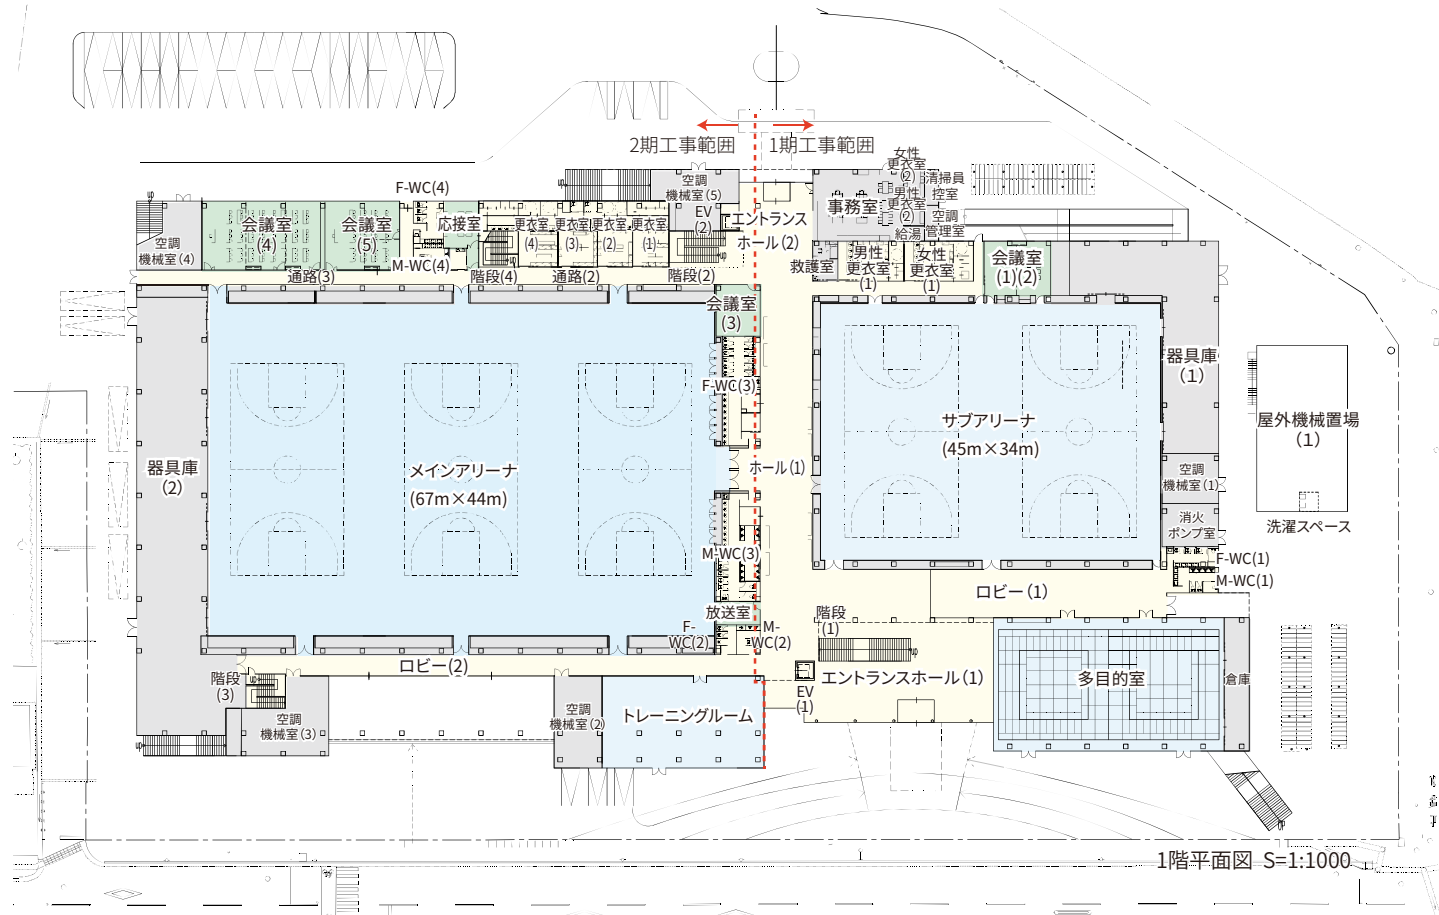 2期工事範囲
1期工事範囲
F-WC(4)
空調
機械室(5)
女性
更衣室
(2)
清掃員
控室
男性
更衣室
(2)
事務室
空調
管理室
給湯
EV
(2)
エントランス
ホール(2)
空調
機械室(4)
会議室
(4)
会議室
(5)
応接室
更衣室
(4)
更衣室
(3)
更衣室
(2)
更衣室
(1)
M-WC(4)
通路(3)
階段(4)
通路(2)
階段(2)
救護室
男性
更衣室
(1)
女性
更衣室
(1)
会議室
(1)(2)
会議室
(3)
F-WC(3)
器具庫
(1)
屋外機械置場
(1)
洗濯スペース
サブアリーナ
(45m×34m)
メインアリーナ
(67m×44m)
器具庫
(2)
ホール(1)
空調
機械室(1)
消火
ポンプ室
M-WC(3)
F-WC(1)
M-WC(1)
ロビー(1)
放送室
F-
WC(2)
M-
WC(2)
階段
(1)
ロビー(2)
エントランスホール(1)
EV
(1)
多目的室
倉庫
階段
(3)
空調
機械室(3)
空調
機械室(2)
トレーニングルーム
1階平面図 S=1:1000